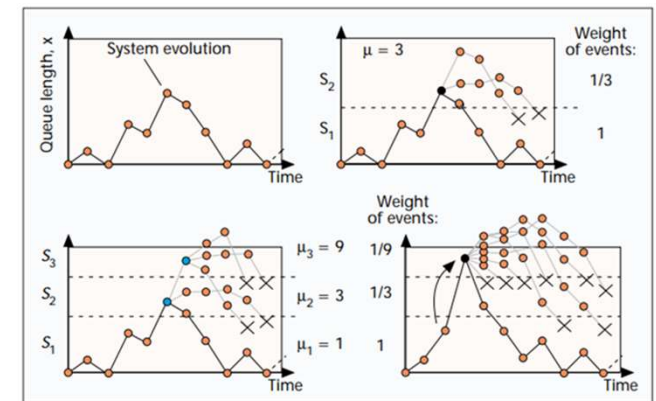 Queue length, x
System evolution
Time
μ = 3
Weight
of events:
S2
1/3
S1
1
Time
S3
μ3 = 9
S2
μ2 = 3
S1
μ1 = 1
Time
Weight
of events:
1/9
1/3
1
Time